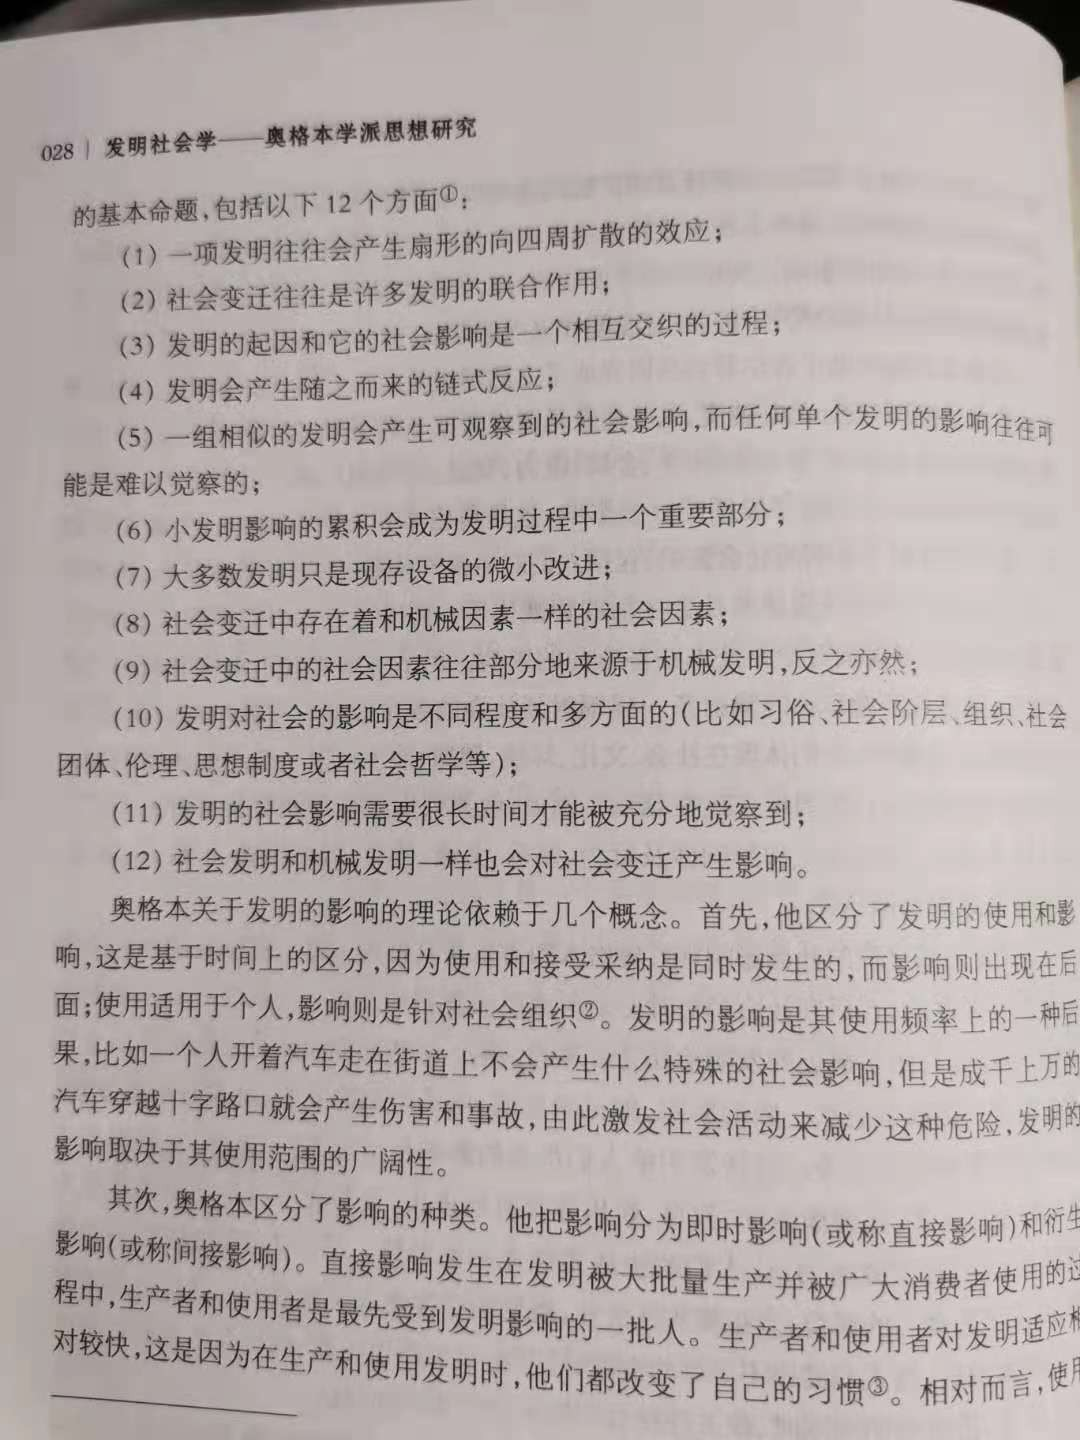 028 | 发明社会学——奥格本学派思想研究
的基本命题,包括以下 12 个方面①:
(1) 一项发明往往会产生扇形的向四周扩散的效应;
(2) 社会变迁往往是许多发明的联合作用;
(3) 发明的起因和它的社会影响是一个相互交织的过程;
(4) 发明会产生随之而来的链式反应;
(5) 一组相似的发明会产生可观察到的社会影响,而任何单个发明的影响往往可
能是难以觉察的;
(6) 小发明影响的累积会成为发明过程中一个重要部分;
(7) 大多数发明只是现存设备的微小改进;
(8) 社会变迁中存在着和机械因素一样的社会因素;
(9) 社会变迁中的社会因素往往部分地来源于机械发明,反之亦然;
(10) 发明对社会的影响是不同程度和多方面的(比如习俗、社会阶层、组织、社会
团体、伦理、思想制度或者社会哲学等);
(11) 发明的社会影响需要很长时间才能被充分地觉察到;
(12) 社会发明和机械发明一样也会对社会变迁产生影响。
奥格本关于发明的影响的理论依赖于几个概念。首先,他区分了发明的使用和影
响,这是基于时间上的区分,因为使用和接受采纳是同时发生的,而影响则出现在后
面;使用适用于个人,影响则是针对社会组织②。发明的影响是其使用频率上的一种后
果,比如一个人开着汽车走在街道上不会产生什么特殊的社会影响,但是成千上万的
汽车穿越十字路口就会产生伤害和事故,由此激发社会活动来减少这种危险,发明的
影响取决于其使用范围的广阔性。
其次,奥格本区分了影响的种类。他把影响分为即时影响(或称直接影响)和衍生
影响(或称间接影响)。直接影响发生在发明被大批量生产并被广大消费者使用的过
程中,生产者和使用者是最先受到发明影响的一批人。生产者和使用者对发明适应相
对较快,这是因为在生产和使用发明时,他们都改变了自己的习惯③。相对而言,使用